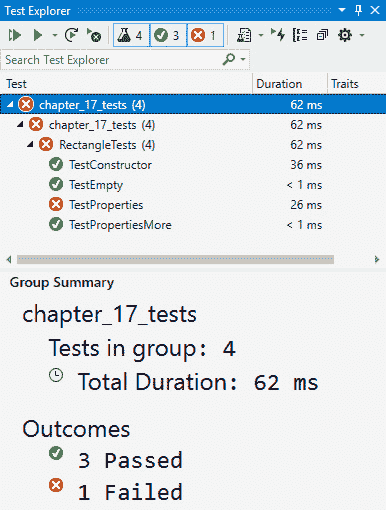 Test Explorer
4 3 1
Search Test Explorer
Test Duration Traits
chapter_17_tests (4) 62 ms
chapter_17_tests (4) 62 ms
RectangleTests (4) 62 ms
TestConstructor 36 ms
TestEmpty < 1 ms
TestProperties 26 ms
TestPropertiesMore < 1 ms
Group Summary
chapter_17_tests
Tests in group: 4
Total Duration: 62 ms
Outcomes
3 Passed
1 Failed